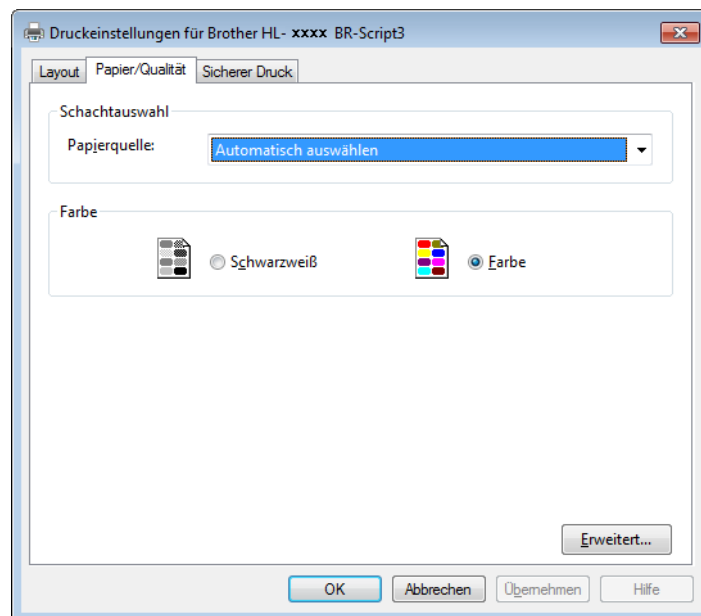 Druckeinstellungen für Brother HL- xxxx BR-Script3
Layout Papier/Qualität Sicherer Druck
Schachtauswahl
Papierquelle: Automatisch auswählen
Farbe
Schwarzweiß Farbe
Erweitert...
OK Abbrechen Übernehmen Hilfe